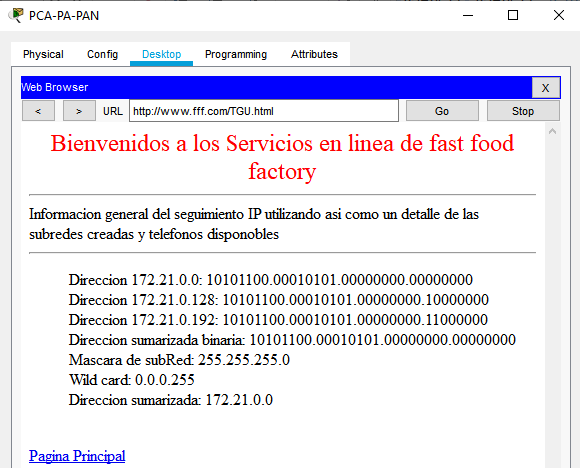 PCA-PA-PAN
Physical Config Desktop Programming Attributes
Web Browser X
< > URL http://www.fff.com/TGU.html Go Stop
Bienvenidos a los Servicios en linea de fast food
factory
Informacion general del seguimiento IP utilizando asi como un detalle de las
subredes creadas y telefonos disponobles
Direccion 172.21.0.0: 10101100.00010101.00000000.00000000
Direccion 172.21.0.128: 10101100.00010101.00000000.10000000
Direccion 172.21.0.192: 10101100.00010101.00000000.11000000
Direccion sumarizada binaria: 10101100.00010101.00000000.00000000
Mascara de subRed: 255.255.255.0
Wild card: 0.0.0.255
Direccion sumarizada: 172.21.0.0
Pagina Principal